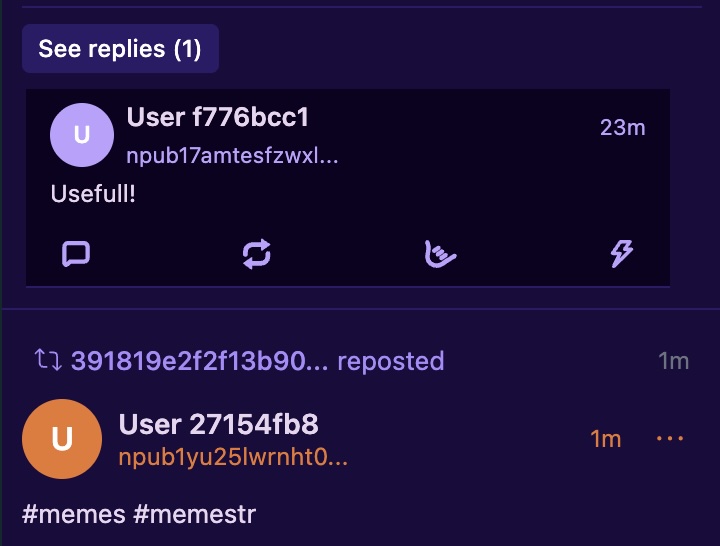 See replies (1)
U
User f776bcc1
23m
npub17amtesfzwxl...
Usefull!
391819e2f2f13b90... reposted
1m
U
User 27154fb8
1m
npub1yu25lwrnht0...
#memes #memestr